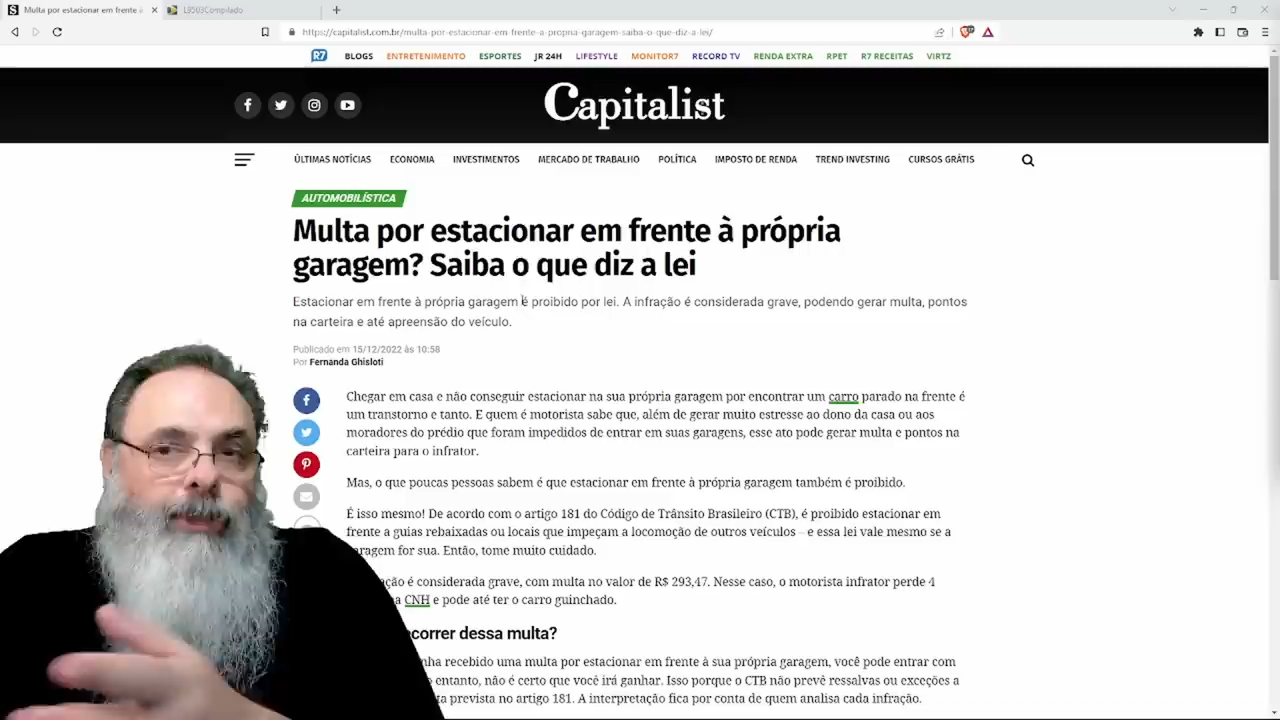 Multa por estacionar em frente à
L9503Compilado
https://capitalist.com.br/multa-por-estacionar-em-frente-a-propria-garagem-saiba-o-que-diz-a-lei/
R7 BLOGS ENTRETENIMENTO ESPORTES JR 24H LIFESTYLE MONITOR7 RECORD TV RENDA EXTRA RPET R7 RECEITAS VIRTZ
Capitalist
ÚLTIMAS NOTÍCIAS ECONOMIA INVESTIMENTOS MERCADO DE TRABALHO POLÍTICA IMPOSTO DE RENDA TREND INVESTING CURSOS GRÁTIS
AUTOMOBILÍSTICA
Multa por estacionar em frente à própria
garagem? Saiba o que diz a lei
Estacionar em frente à própria garagem é proibido por lei. A infração é considerada grave, podendo gerar multa, pontos
na carteira e até apreensão do veículo.
Publicado em 15/12/2022 às 10:58
Por Fernanda Ghisloti
Chegar em casa e não conseguir estacionar na sua própria garagem por encontrar um carro parado na frente é
um transtorno e tanto. E quem é motorista sabe que, além de gerar muito estresse ao dono da casa ou aos
moradores do prédio que foram impedidos de entrar em suas garagens, esse ato pode gerar multa e pontos na
carteira para o infrator.
Mas, o que poucas pessoas sabem é que estacionar em frente à própria garagem também é proibido.
É isso mesmo! De acordo com o artigo 181 do Código de Trânsito Brasileiro (CTB), é proibido estacionar em
frente a guias rebaixadas ou locais que impeçam a locomoção de outros veículos – e essa lei vale mesmo se a
garagem for sua. Então, tome muito cuidado.
é considerada grave, com multa no valor de R$ 293,47. Nesse caso, o motorista infrator perde 4
CNH e pode até ter o carro guinchado.
dessa multa?
recebido uma multa por estacionar em frente à sua própria garagem, você pode entrar com
entanto, não é certo que você irá ganhar. Isso porque o CTB não prevê ressalvas ou exceções a
prevista no artigo 181. A interpretação fica por conta de quem analisa cada infração.